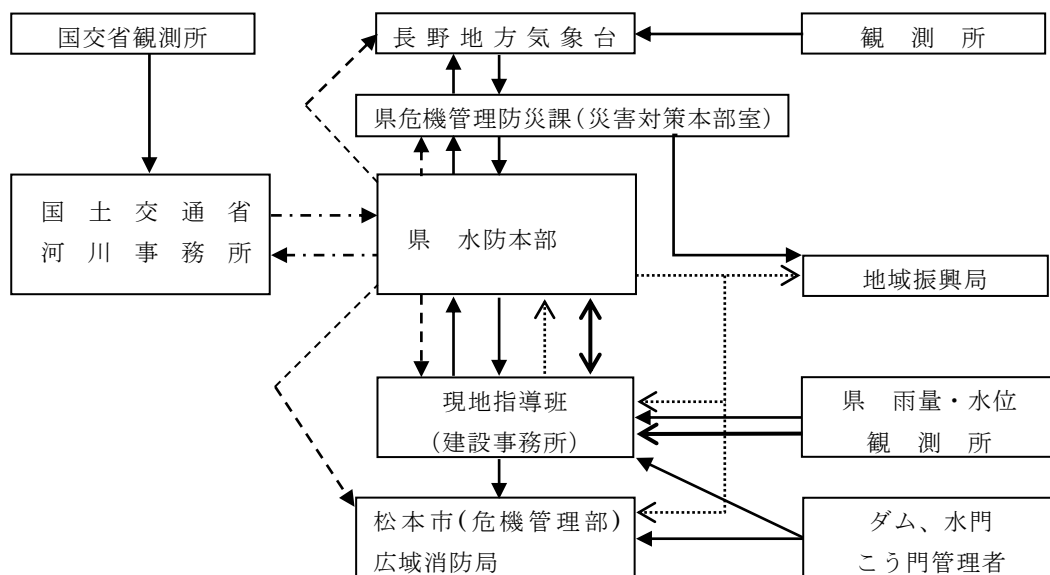 国交省観測所
長野地方気象台
観　測　所
県危機管理防災課(災害対策本部室)
国　土　交　通　省
河　川　事　務　所
県　水防本部
地域振興局
現地指導班
(建設事務所)
県　雨量・水位
観　測　所
松本市(危機管理部)
広域消防局
ダム、水門
こう門管理者